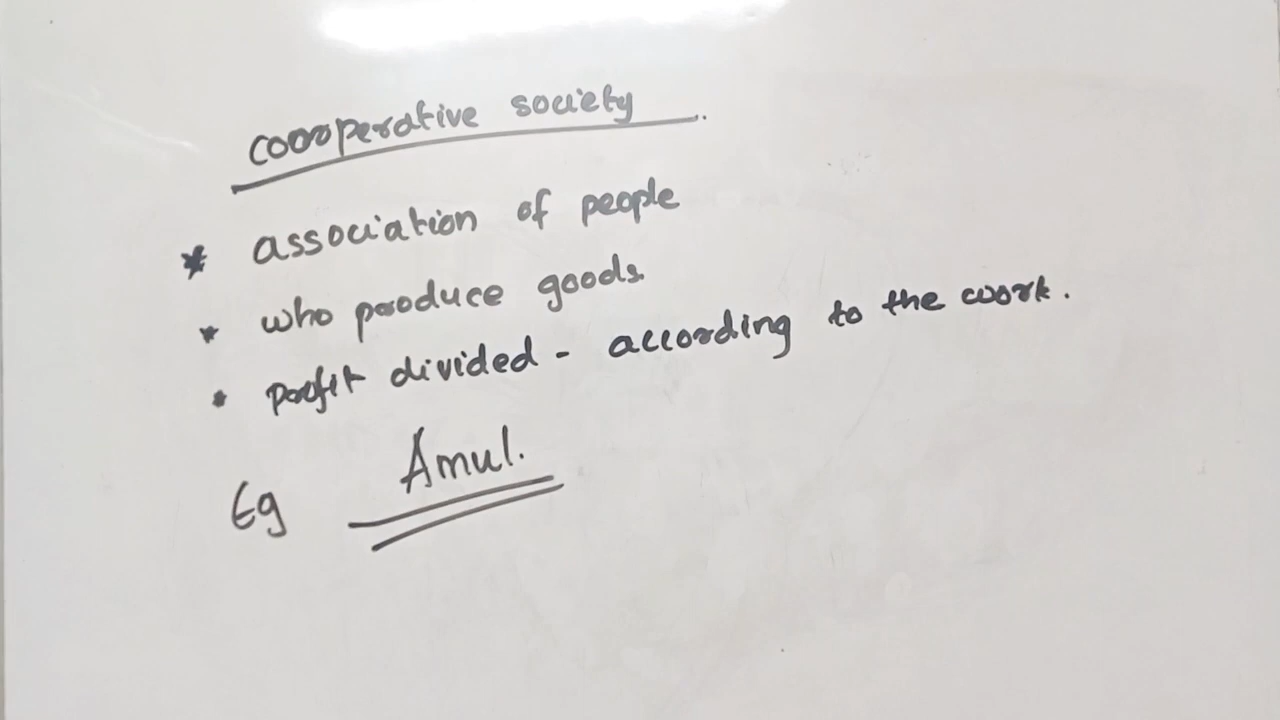 cooperative society.
* association of people
* who produce goods.
* profit divided - according to the work.
Eg Amul.